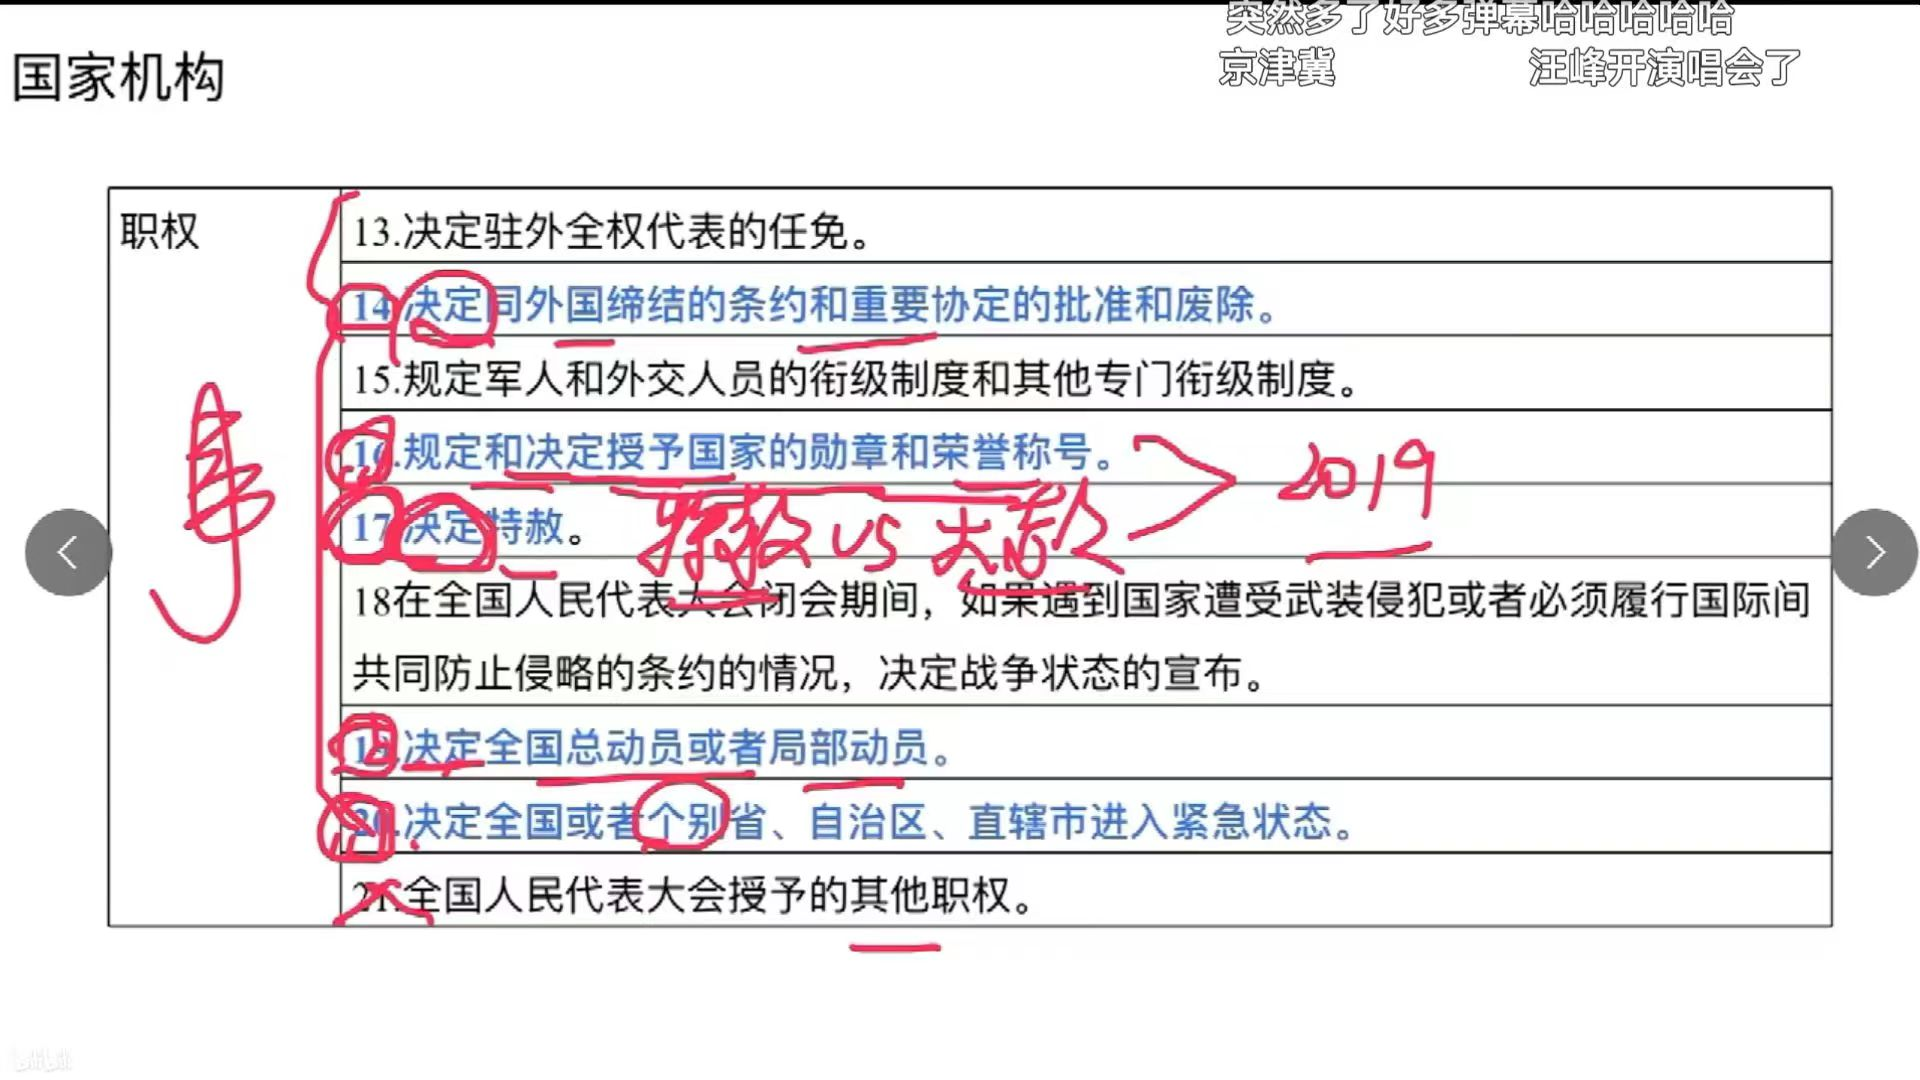 突然多了好多弹幕哈哈哈哈哈
国家机构
京津冀
汪峰开演唱会了
职权
13.决定驻外全权代表的任免。
14.决定同外国缔结的条约和重要协定的批准和废除。
15.规定军人和外交人员的衔级制度和其他专门衔级制度。
16.规定和决定授予国家的勋章和荣誉称号。
2019
17.决定特赦。
特赦 VS 大赦
18在全国人民代表大会闭会期间，如果遇到国家遭受武装侵犯或者必须履行国际间
共同防止侵略的条约的情况，决定战争状态的宣布。
19.决定全国总动员或者局部动员。
20.决定全国或者个别省、自治区、直辖市进入紧急状态。
21.全国人民代表大会授予的其他职权。
事
bilibili